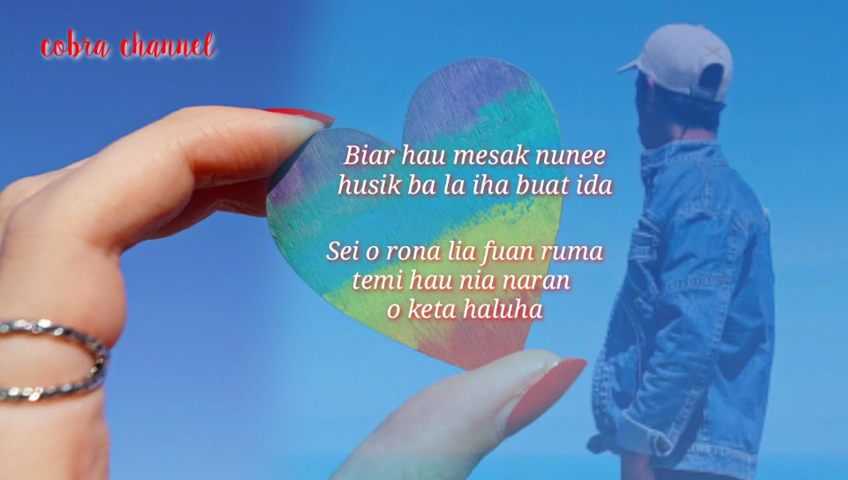 cobra channel
Biar hau mesak nunee
husik ba la iha buat ida
Sei o rona lia fuan ruma
temi hau nia naran
o keta haluha